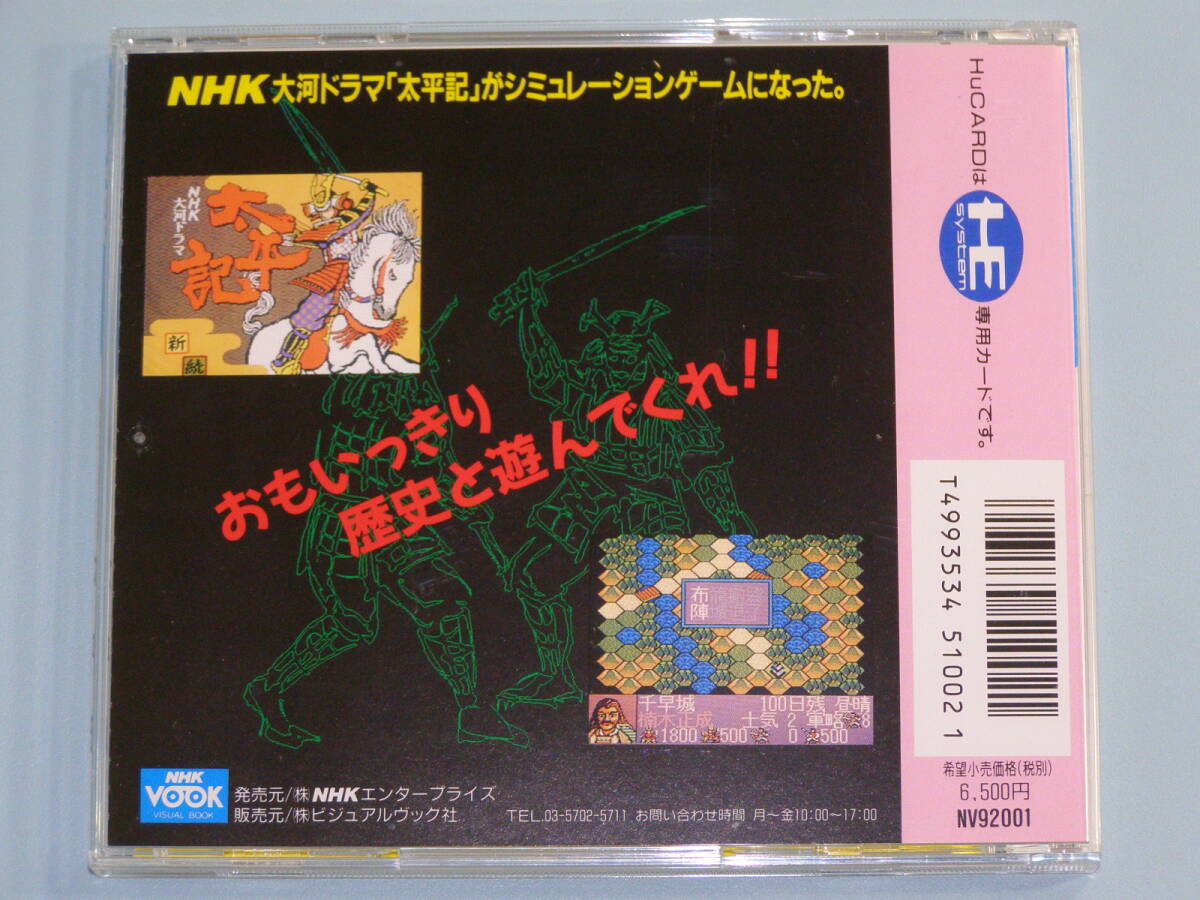 NHK 大河ドラマ「太平記」がシミュレーションゲームになった。
NHK
大河ドラマ
太平記
新
続
おもいっきり
歴史と遊んでくれ!!
布陣
千早城 100日残 昼晴
楠木正成 士気 2 軍略 8
1800 500 0 500
NHK
VOOK
VISUAL BOOK
発売元/㈱NHKエンタープライズ
販売元/㈱ビジュアルヴック社
TEL.03-5702-5711 お問い合わせ時間 月〜金10:00〜17:00
HuCARDは HE system 専用カードです。
T4993534 51002 1
希望小売価格(税別)
6,500円
NV92001